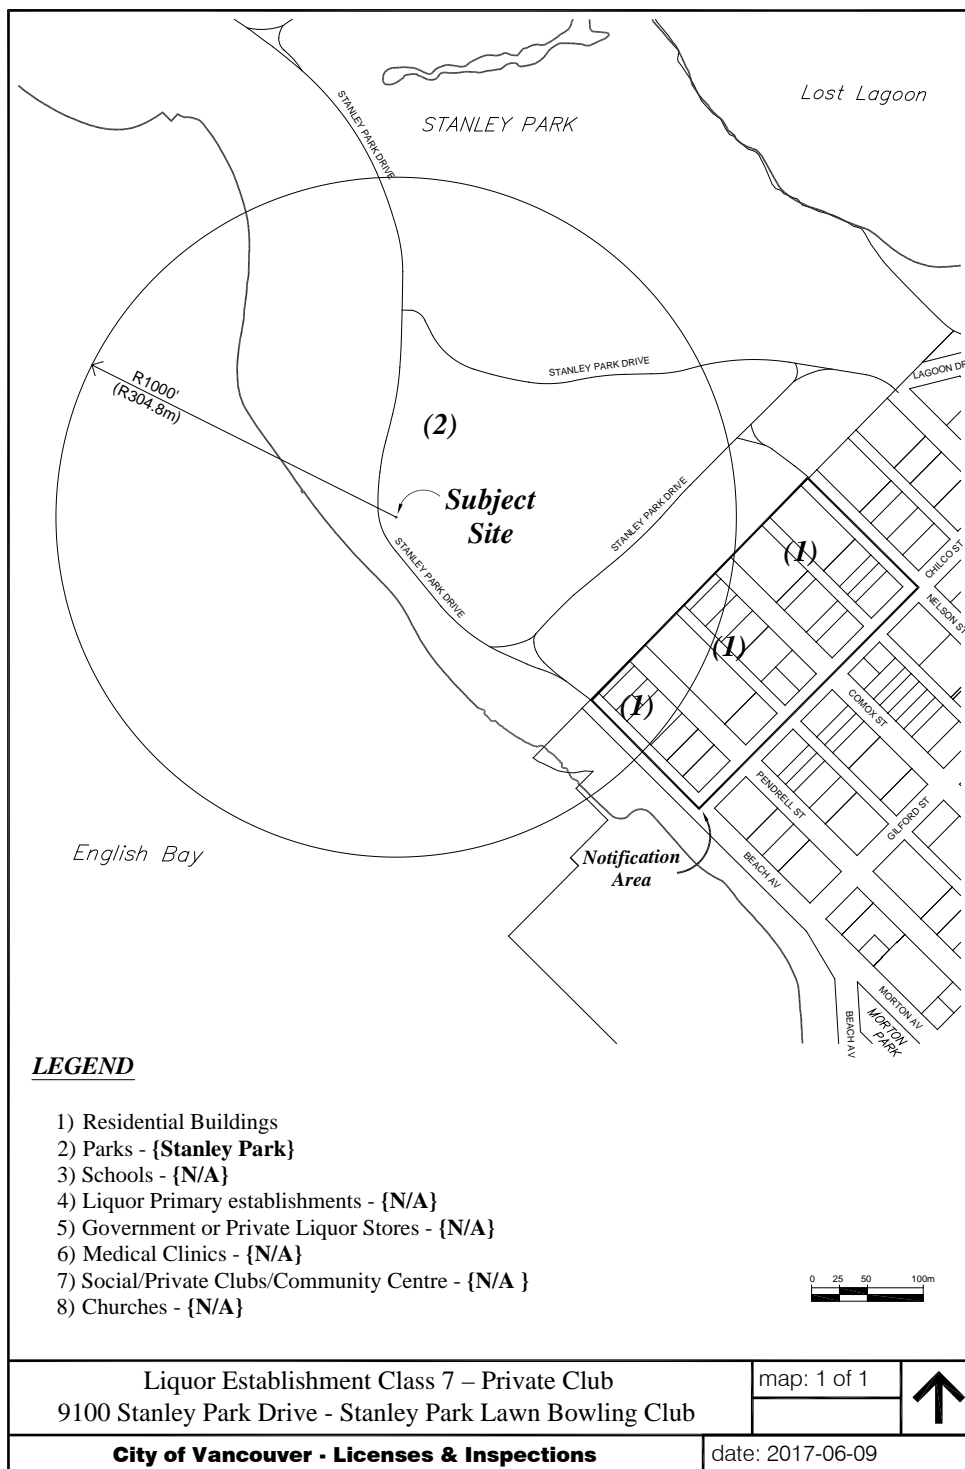 Lost Lagoon
STANLEY PARK
STANLEY PARK DRIVE
STANLEY PARK DRIVE
LAGOON DR
R1000'
(R304.8m)
(2)
Subject
Site
STANLEY PARK DRIVE
STANLEY PARK DRIVE
(1)
CHILCO ST
NELSON ST
(1)
(1)
COMOX ST
PENDRELL ST
GILFORD ST
English Bay
Notification
Area
BEACH AV
MORTON AV
MORTON
PARK
BEACH AV
LEGEND
1) Residential Buildings
2) Parks - {Stanley Park}
3) Schools - {N/A}
4) Liquor Primary establishments - {N/A}
5) Government or Private Liquor Stores - {N/A}
6) Medical Clinics - {N/A}
7) Social/Private Clubs/Community Centre - {N/A }
8) Churches - {N/A}
0 25 50 100m
Liquor Establishment Class 7 – Private Club
9100 Stanley Park Drive - Stanley Park Lawn Bowling Club
map: 1 of 1
City of Vancouver - Licenses & Inspections
date: 2017-06-09